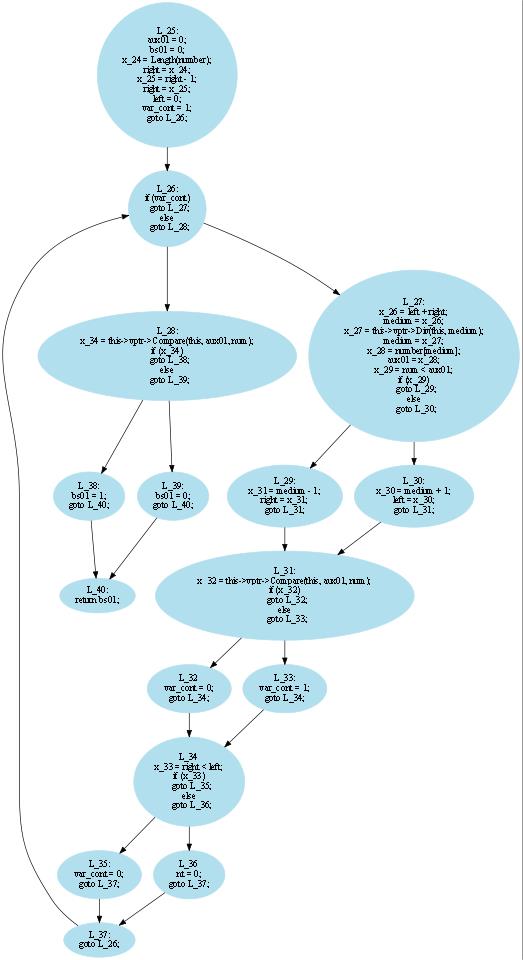 L_25:
aux01 = 0;
bs01 = 0;
x_24 = Length(number);
right = x_24;
x_25 = right - 1;
right = x_25;
left = 0;
var_cont = 1;
goto L_26;
L_26:
if (var_cont)
goto L_27;
else
goto L_28;
L_28:
x_34 = this->vptr->Compare(this, aux01, num);
if (x_34)
goto L_38;
else
goto L_39;
L_27:
x_26 = left + right;
medium = x_26;
x_27 = this->vptr->Div(this, medium);
medium = x_27;
x_28 = number[medium];
aux01 = x_28;
x_29 = num < aux01;
if (x_29)
goto L_29;
else
goto L_30;
L_38:
bs01 = 1;
goto L_40;
L_39:
bs01 = 0;
goto L_40;
L_29:
x_31 = medium - 1;
right = x_31;
goto L_31;
L_30:
x_30 = medium + 1;
left = x_30;
goto L_31;
L_40:
return bs01;
L_31:
x_32 = this->vptr->Compare(this, aux01, num);
if (x_32)
goto L_32;
else
goto L_33;
L_32
var_cont = 0;
goto L_34;
L_33:
var_cont = 1;
goto L_34;
L_34
x_33 = right < left;
if (x_33)
goto L_35;
else
goto L_36;
L_35:
var_cont = 0;
goto L_37;
L_36
nt = 0;
goto L_37;
L_37:
goto L_26;